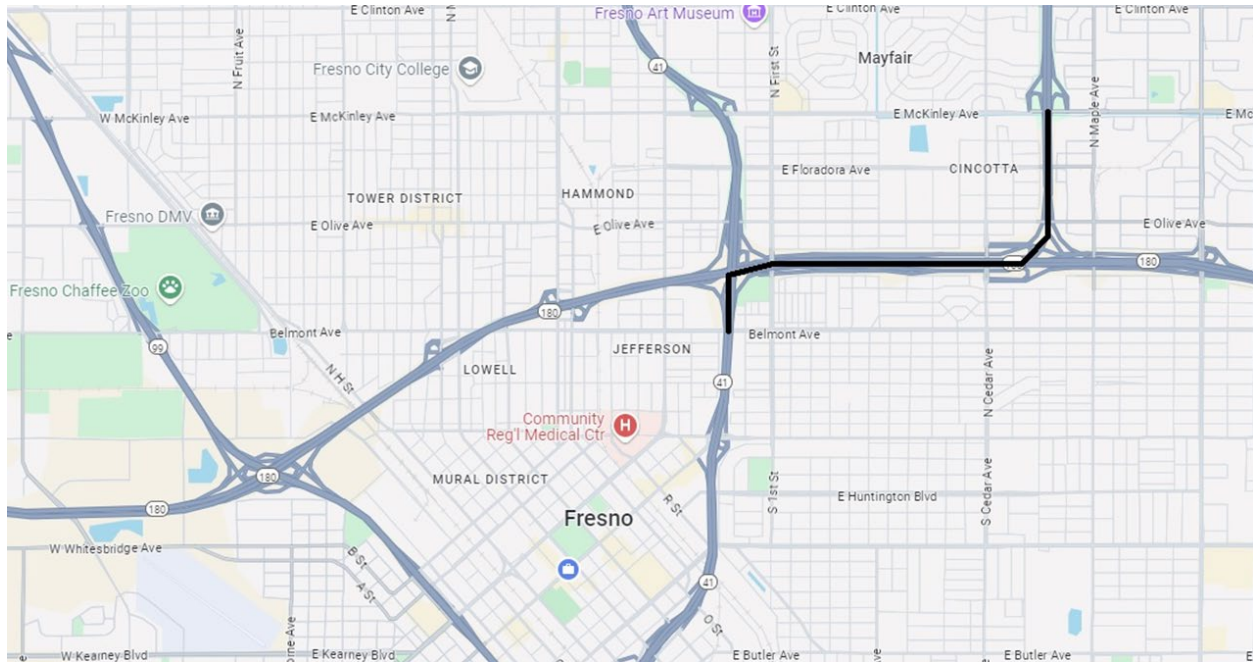 E Clinton Ave
Fresno Art Museum
E Clinton Ave
E Clinton Ave
N Fruit Ave
Fresno City College
41
N First St
Mayfair
W McKinley Ave
E McKinley Ave
E McKinley Ave
N Maple Ave
E Floradora Ave
CINCOTTA
TOWER DISTRICT
HAMMOND
Fresno DMV
E Olive Ave
E Olive Ave
E Olive Ave
180
Fresno Chaffee Zoo
180
Belmont Ave
Belmont Ave
99
JEFFERSON
LOWELL
N H St
41
N Cedar Ave
Community
Reg'l Medical Ctr
180
MURAL DISTRICT
S 1st St
E Huntington Blvd
S Cedar Ave
180
R St
Fresno
W Whitesbridge Ave
B St
A St
41
O St
W Kearney Blvd
E Kearney Blvd
E Butler Ave
E Butler Ave